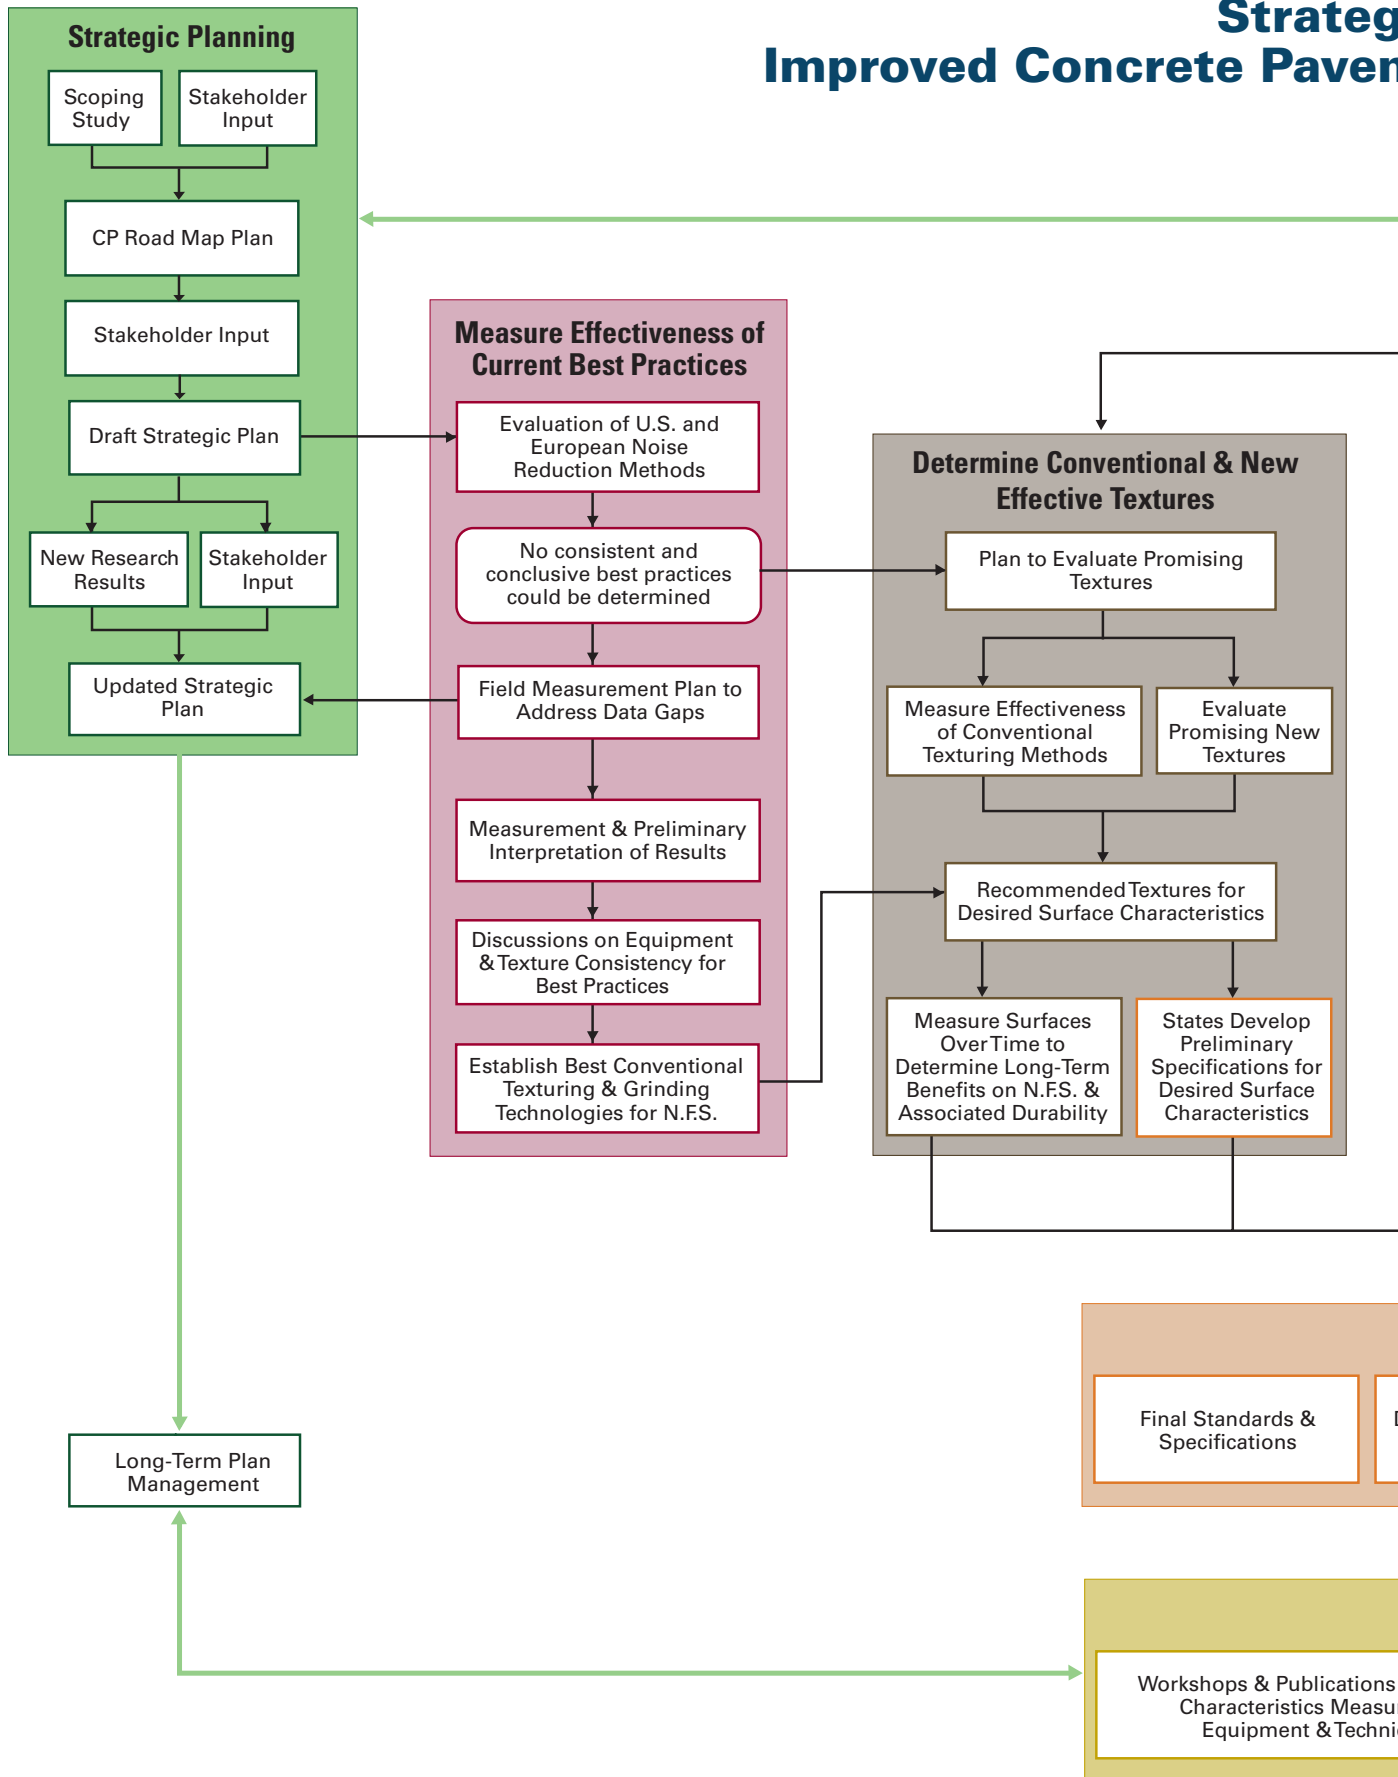 Strateg
Improved Concrete Paven
Strategic Planning
Scoping
Study
Stakeholder
Input
CP Road Map Plan
Stakeholder Input
Draft Strategic Plan
New Research
Results
Stakeholder
Input
Updated Strategic
Plan
Long-Term Plan
Management
Measure Effectiveness of
Current Best Practices
Evaluation of U.S. and
European Noise
Reduction Methods
No consistent and
conclusive best practices
could be determined
Field Measurement Plan to
Address Data Gaps
Measurement & Preliminary
Interpretation of Results
Discussions on Equipment
& Texture Consistency for
Best Practices
Establish Best Conventional
Texturing & Grinding
Technologies for N.F.S.
Determine Conventional & New
Effective Textures
Plan to Evaluate Promising
Textures
Measure Effectiveness
of Conventional
Texturing Methods
Evaluate
Promising New
Textures
Recommended Textures for
Desired Surface Characteristics
Measure Surfaces
Over Time to
Determine Long-Term
Benefits on N.F.S. &
Associated Durability
States Develop
Preliminary
Specifications for
Desired Surface
Characteristics
Final Standards &
Specifications
D
Workshops & Publications
Characteristics Measu
Equipment & Techni